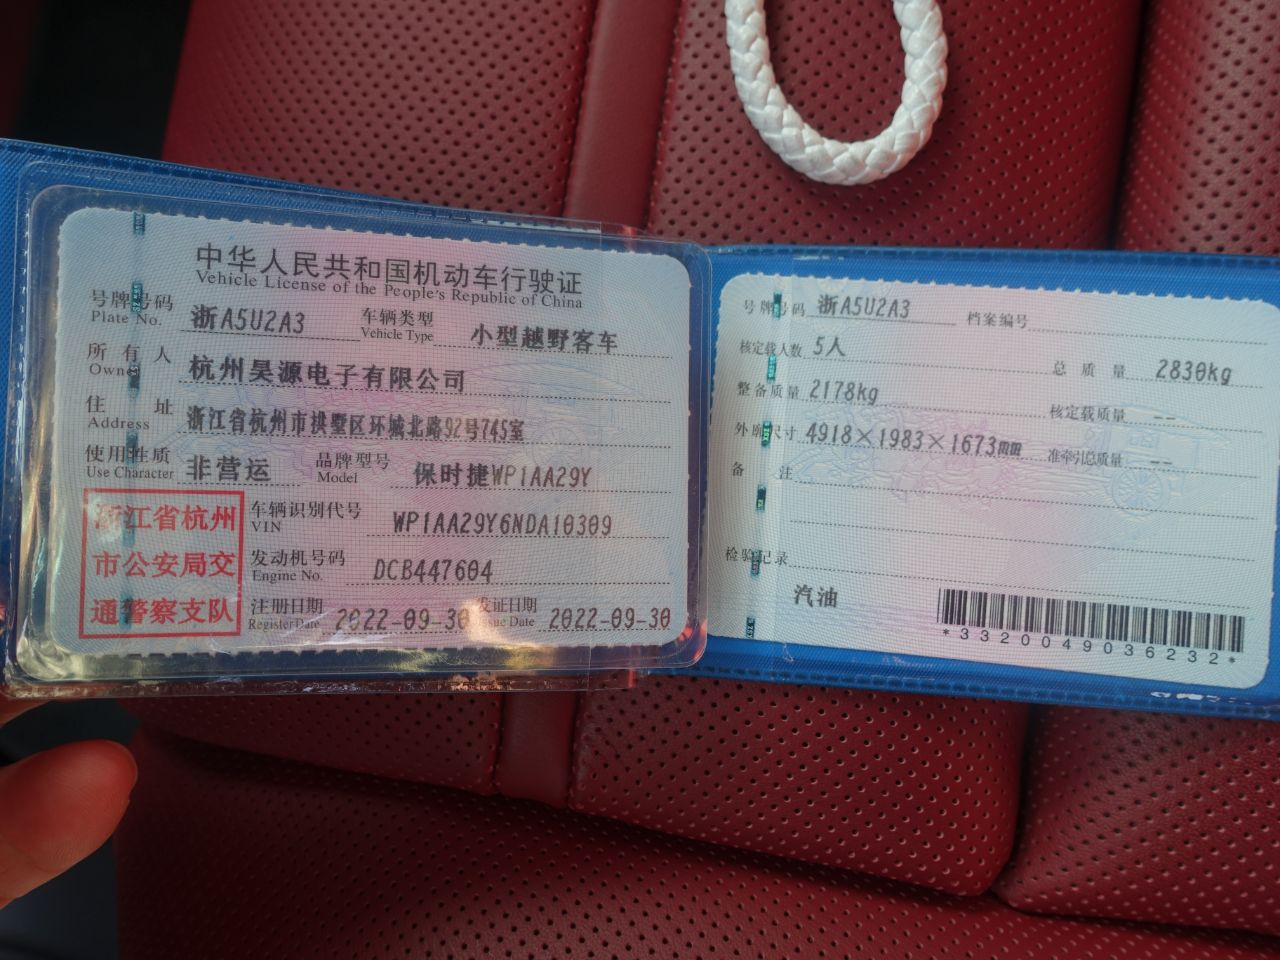 中华人民共和国机动车行驶证
Vehicle License of the People's Republic of China
号牌号码 浙A5U2A3 车辆类型 小型越野客车
Plate No. Vehicle Type
所有人 杭州昊源电子有限公司
Owner
住址 浙江省杭州市拱墅区环城北路92号745室
Address
使用性质 非营运 品牌型号 保时捷WP1AA29Y
Use Character Model
浙江省杭州
市公安局交
通警察支队
车辆识别代号 WP1AA29Y6NDA10309
VIN
发动机号码 DCB447604
Engine No.
注册日期 2022-09-30 发证日期 2022-09-30
Register Date Issue Date
号牌号码 浙A5U2A3 档案编号
核定载人数 5人 总质量 2830kg
整备质量 2178kg 核定载质量 --
外廓尺寸 4918×1983×1673mm 准牵引总质量 --
备注
检验记录
汽油
*3320049036232*